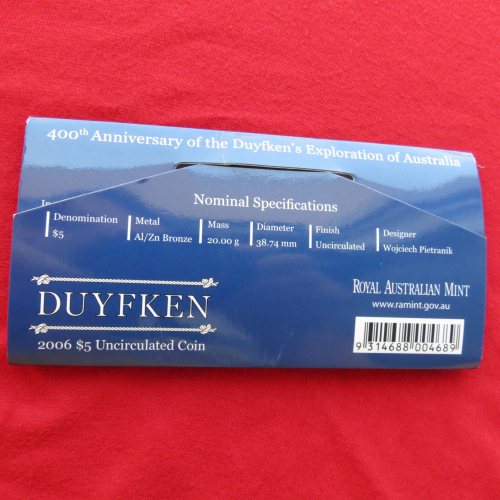 400th Anniversary of the Duyfken's Exploration of Australia
Nominal Specifications
In
Denomination
$5
Metal
Al/Zn Bronze
Mass
20.00 g
Diameter
38.74 mm
Finish
Uncirculated
Designer
Wojciech Pietranik
DUYFKEN
2006 $5 Uncirculated Coin
ROYAL AUSTRALIAN MINT
www.ramint.gov.au
9 314688 004689